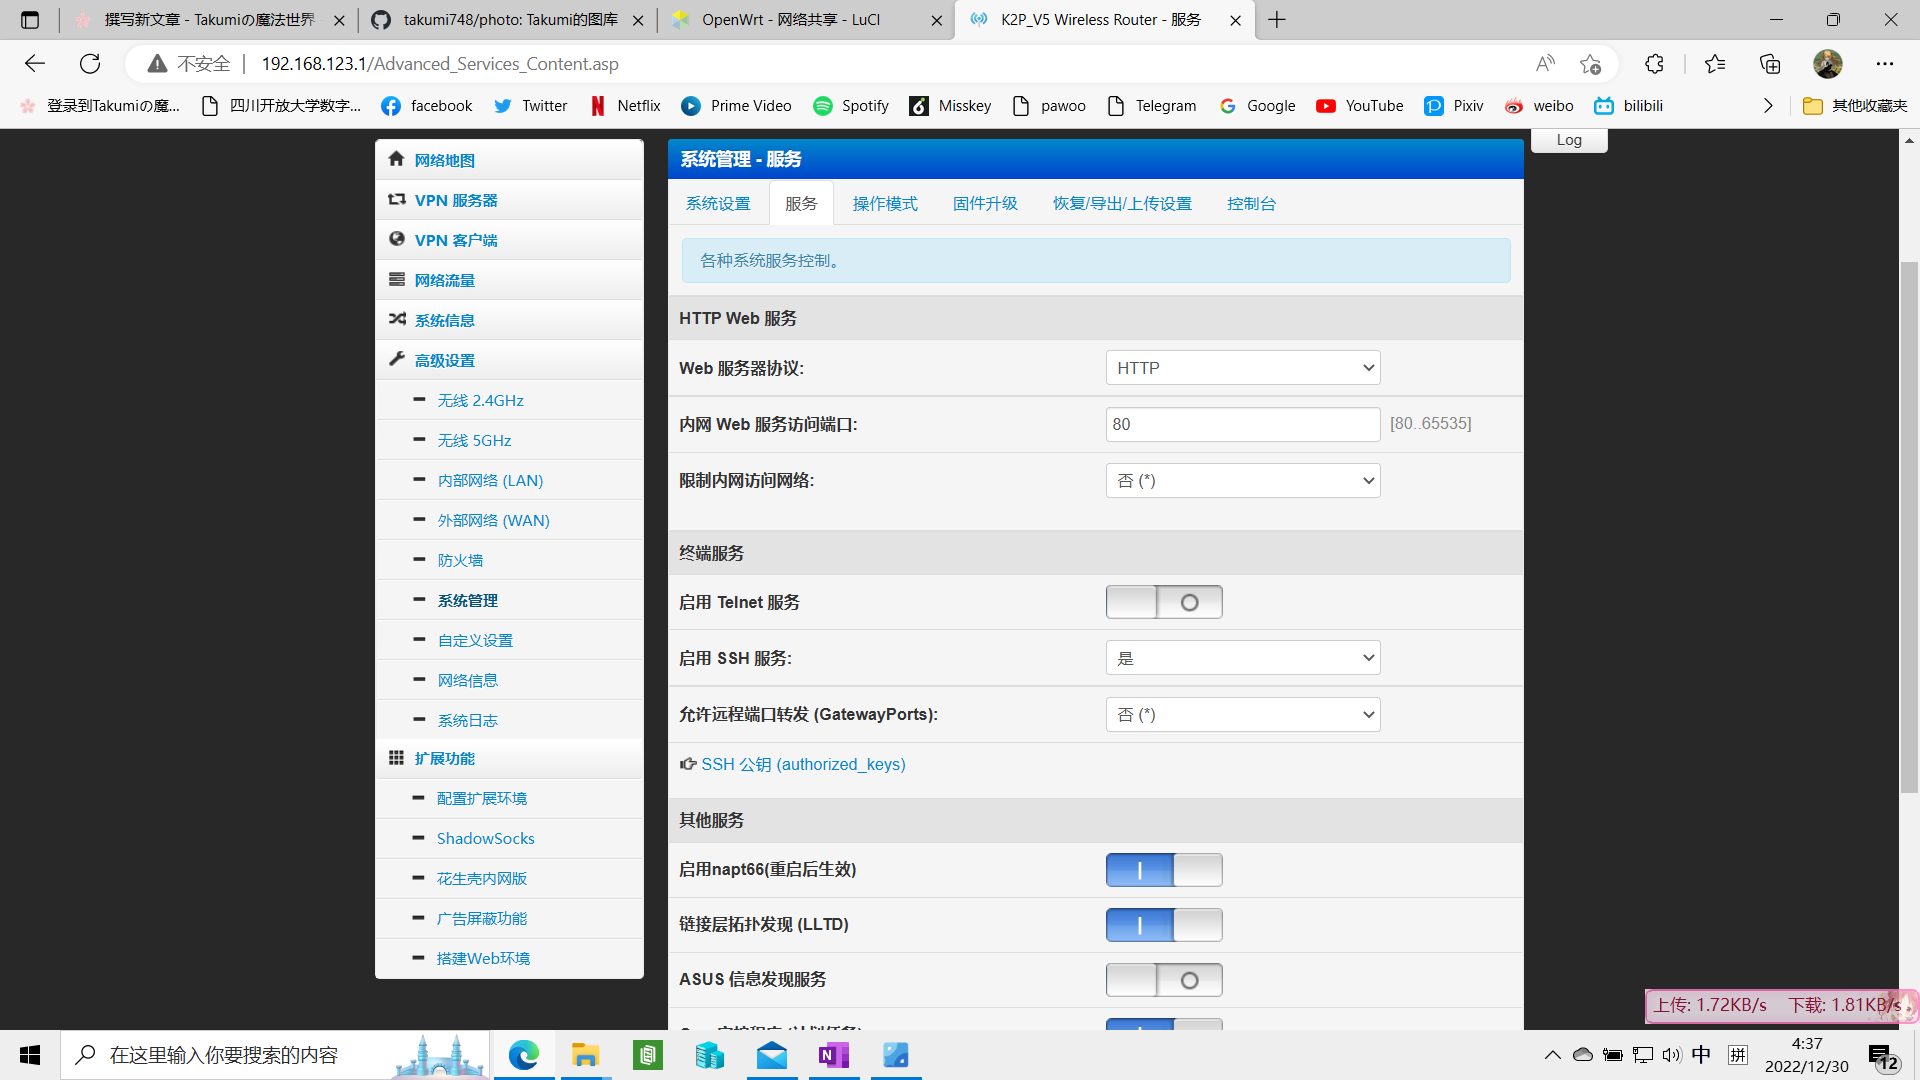 撰写新文章 - Takumiの魔法世界
takumi748/photo: Takumi的图库
OpenWrt - 网络共享 - LuCI
K2P_V5 Wireless Router - 服务
不安全
192.168.123.1/Advanced_Services_Content.asp
登录到Takumiの魔...
四川开放大学数字...
facebook
Twitter
Netflix
Prime Video
Spotify
Misskey
pawoo
Telegram
Google
YouTube
Pixiv
weibo
bilibili
其他收藏夹
Log
网络地图
VPN 服务器
VPN 客户端
网络流量
系统信息
高级设置
无线 2.4GHz
无线 5GHz
内部网络 (LAN)
外部网络 (WAN)
防火墙
系统管理
自定义设置
网络信息
系统日志
扩展功能
配置扩展环境
ShadowSocks
花生壳内网版
广告屏蔽功能
搭建Web环境
系统管理 - 服务
系统设置
服务
操作模式
固件升级
恢复/导出/上传设置
控制台
各种系统服务控制。
HTTP Web 服务
Web 服务器协议:
HTTP
内网 Web 服务访问端口:
80
[80..65535]
限制内网访问网络:
否 (*)
终端服务
启用 Telnet 服务
启用 SSH 服务:
是
允许远程端口转发 (GatewayPorts):
否 (*)
SSH 公钥 (authorized_keys)
其他服务
启用napt66(重启后生效)
链接层拓扑发现 (LLTD)
ASUS 信息发现服务
上传: 1.72KB/s 下载: 1.81KB/s
在这里输入你要搜索的内容
中
拼
4:37
2022/12/30
12